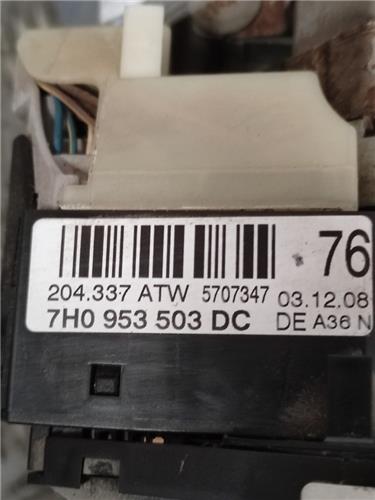 76
204.337 ATW 5707347 03.12.08
7H0 953 503 DC DE A36 N